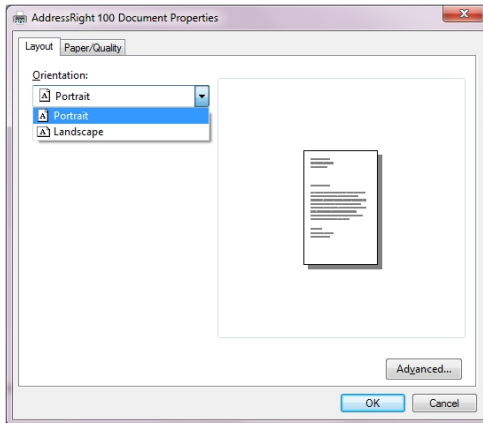 AddressRight 100 Document Properties
Layout
Paper/Quality
Orientation:
Portrait
Portrait
Landscape
Advanced...
OK
Cancel